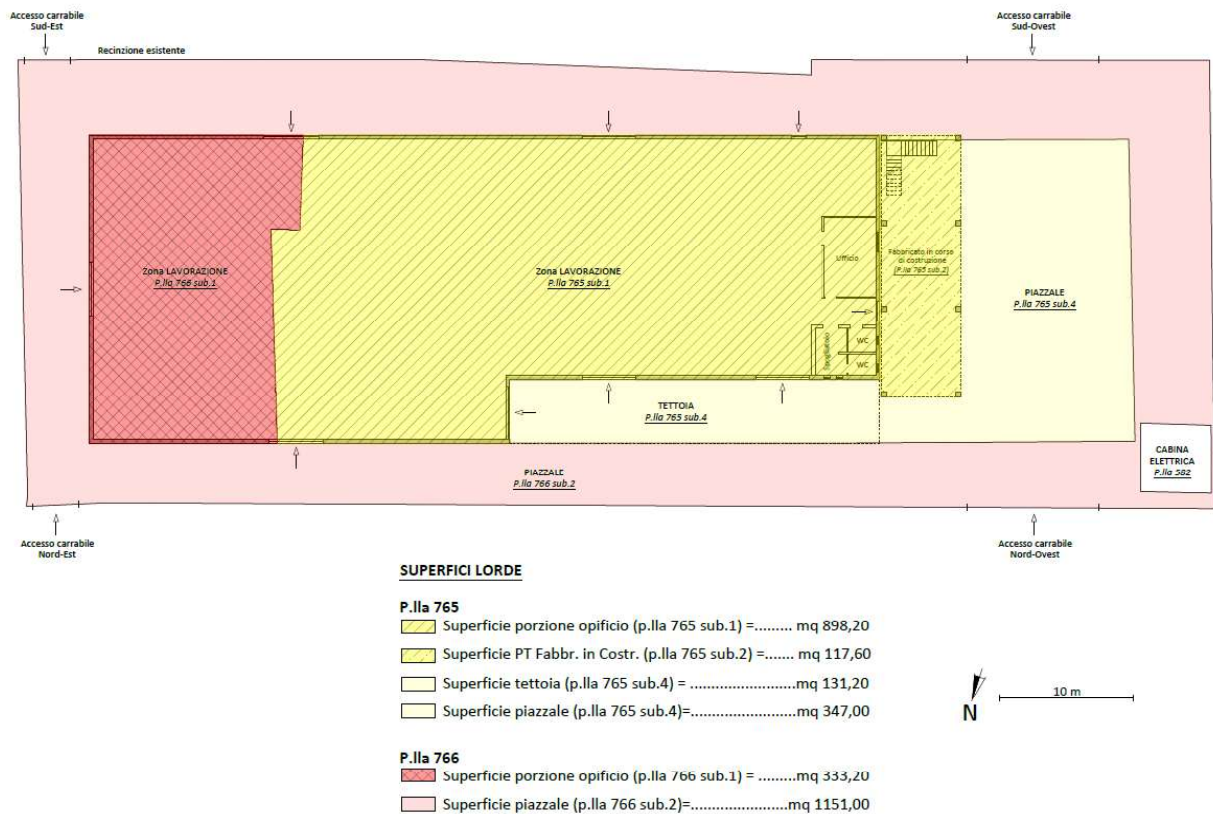 Accesso carrabile
Sud-Est
Accesso carrabile
Sud-Ovest
Recinzione esistente
Zona LAVORAZIONE
P.lla 766 sub.1
Zona LAVORAZIONE
P.lla 765 sub.1
Ufficio
Fabbricato in corso
di costruzione
(P.lla 765 sub.2)
PIAZZALE
P.lla 765 sub.4
Spogliatoio
WC
WC
TETTOIA
P.lla 765 sub.4
CABINA
ELETTRICA
P.lla 582
PIAZZALE
P.lla 766 sub.2
Accesso carrabile
Nord-Est
Accesso carrabile
Nord-Ovest
SUPERFICI LORDE
P.lla 765
Superficie porzione opificio (p.lla 765 sub.1) =......... mq 898,20
Superficie PT Fabbr. in Costr. (p.lla 765 sub.2) =....... mq 117,60
Superficie tettoia (p.lla 765 sub.4) = .........................mq 131,20
Superficie piazzale (p.lla 765 sub.4)=.........................mq 347,00
N
10 m
P.lla 766
Superficie porzione opificio (p.lla 766 sub.1) = .........mq 333,20
Superficie piazzale (p.lla 766 sub.2)=.........................mq 1151,00